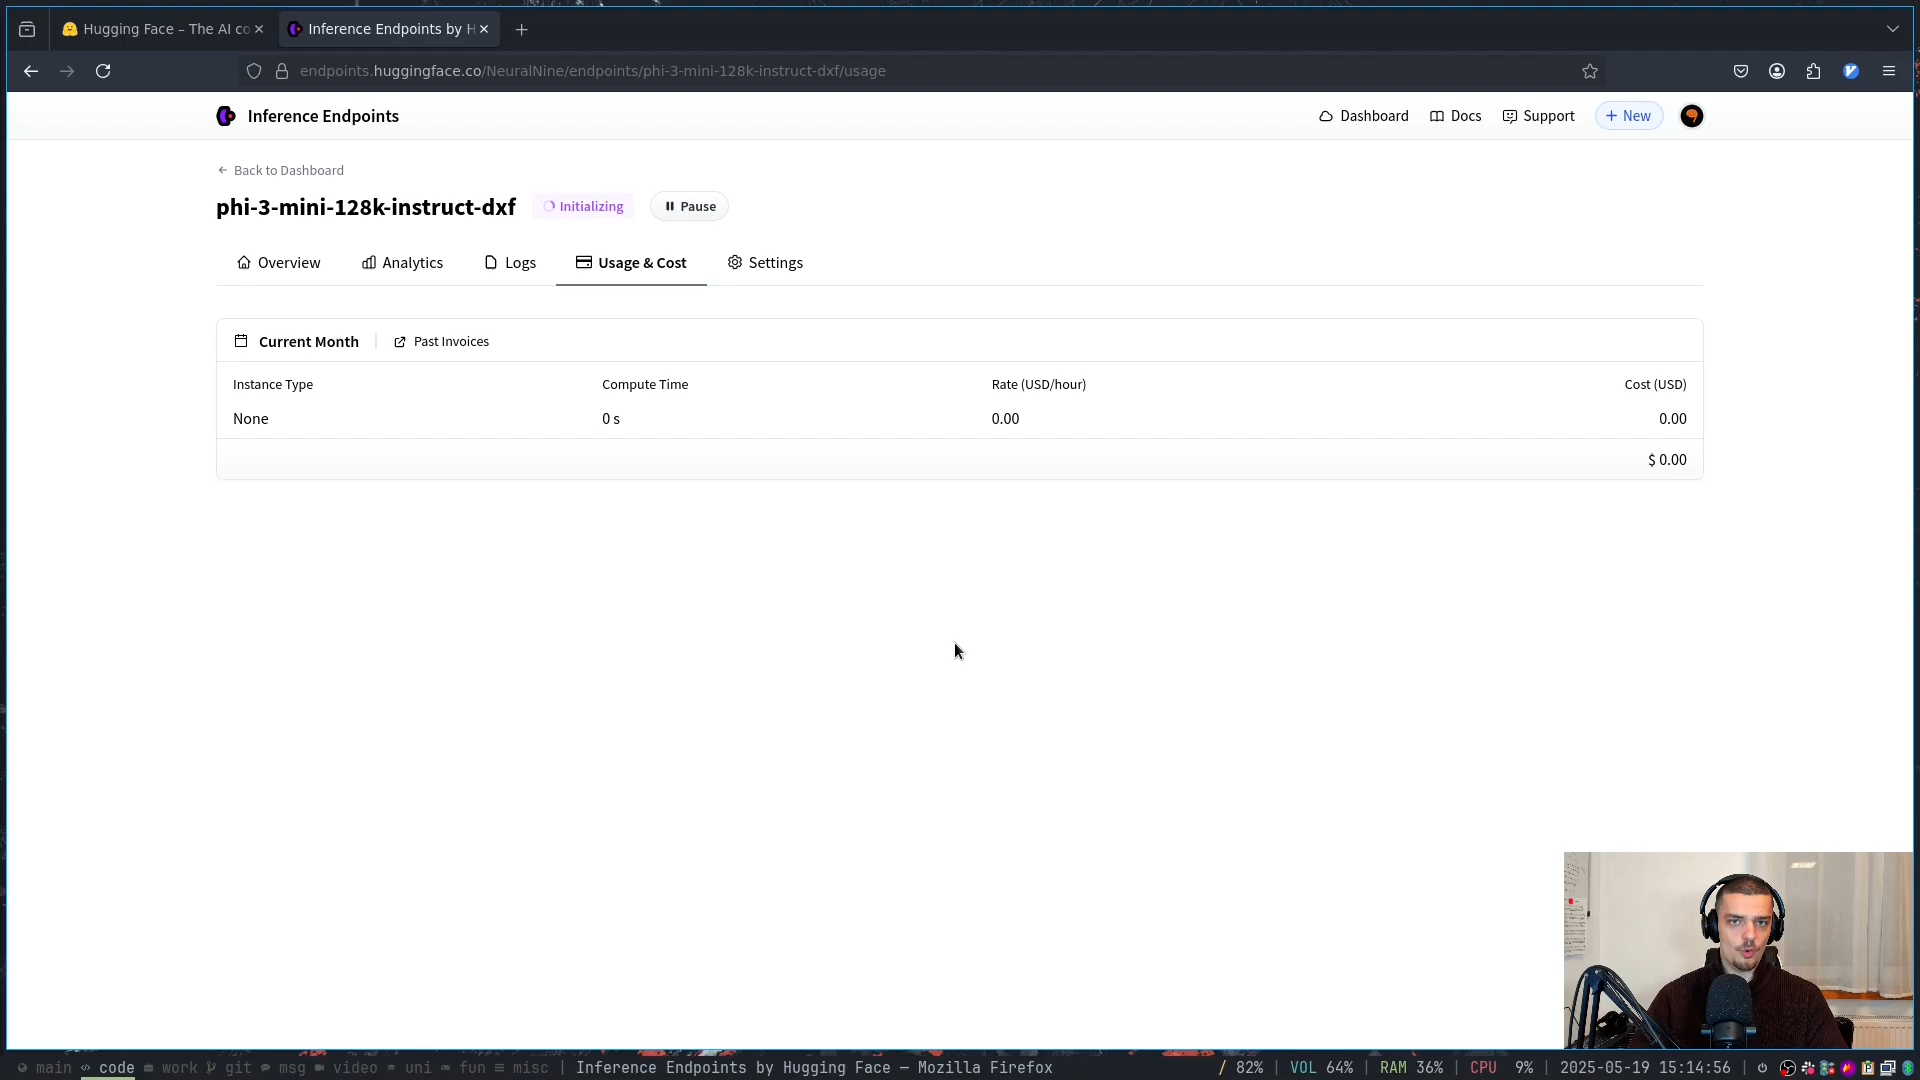 Hugging Face – The AI co
Inference Endpoints by H
endpoints.huggingface.co/NeuralNine/endpoints/phi-3-mini-128k-instruct-dxf/usage
Inference Endpoints
Dashboard
Docs
Support
+ New
← Back to Dashboard
phi-3-mini-128k-instruct-dxf
Initializing
Pause
Overview
Analytics
Logs
Usage & Cost
Settings
Current Month
Past Invoices
Instance Type Compute Time Rate (USD/hour) Cost (USD)
None 0 s 0.00 0.00
$ 0.00
main code work git msg video uni fun misc | Inference Endpoints by Hugging Face — Mozilla Firefox / 82% | VOL 64% | RAM 36% | CPU 9% | 2025-05-19 15:14:56 |